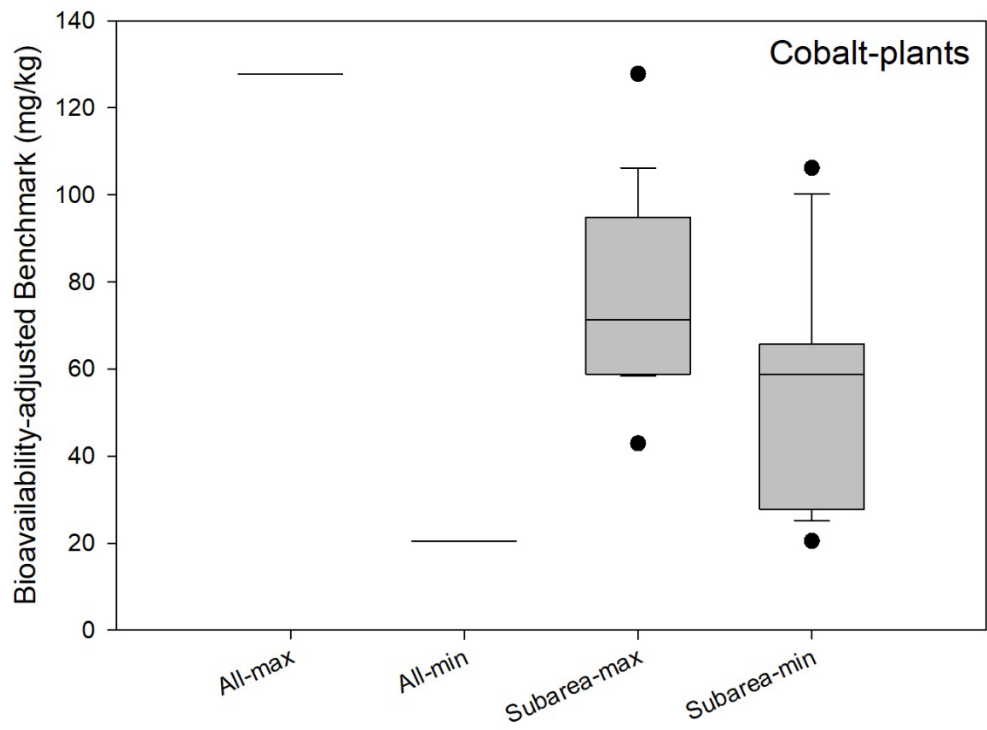 Cobalt-plants
Bioavailability-adjusted Benchmark (mg/kg)
140
120
100
80
60
40
20
0
All-max
All-min
Subarea-max
Subarea-min